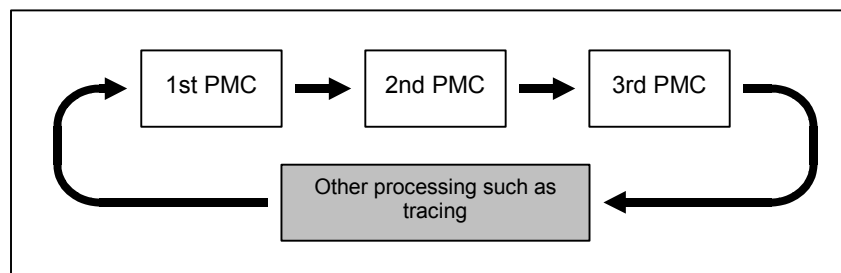 1st PMC
2nd PMC
3rd PMC
Other processing such as
tracing